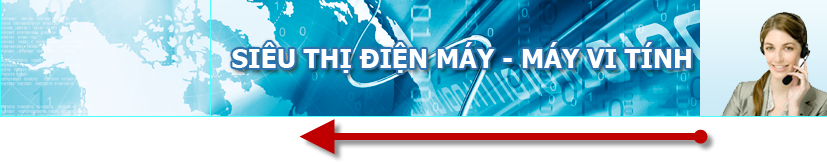 SIÊU THỊ ĐIỆN MÁY - MÁY VI TÍNH